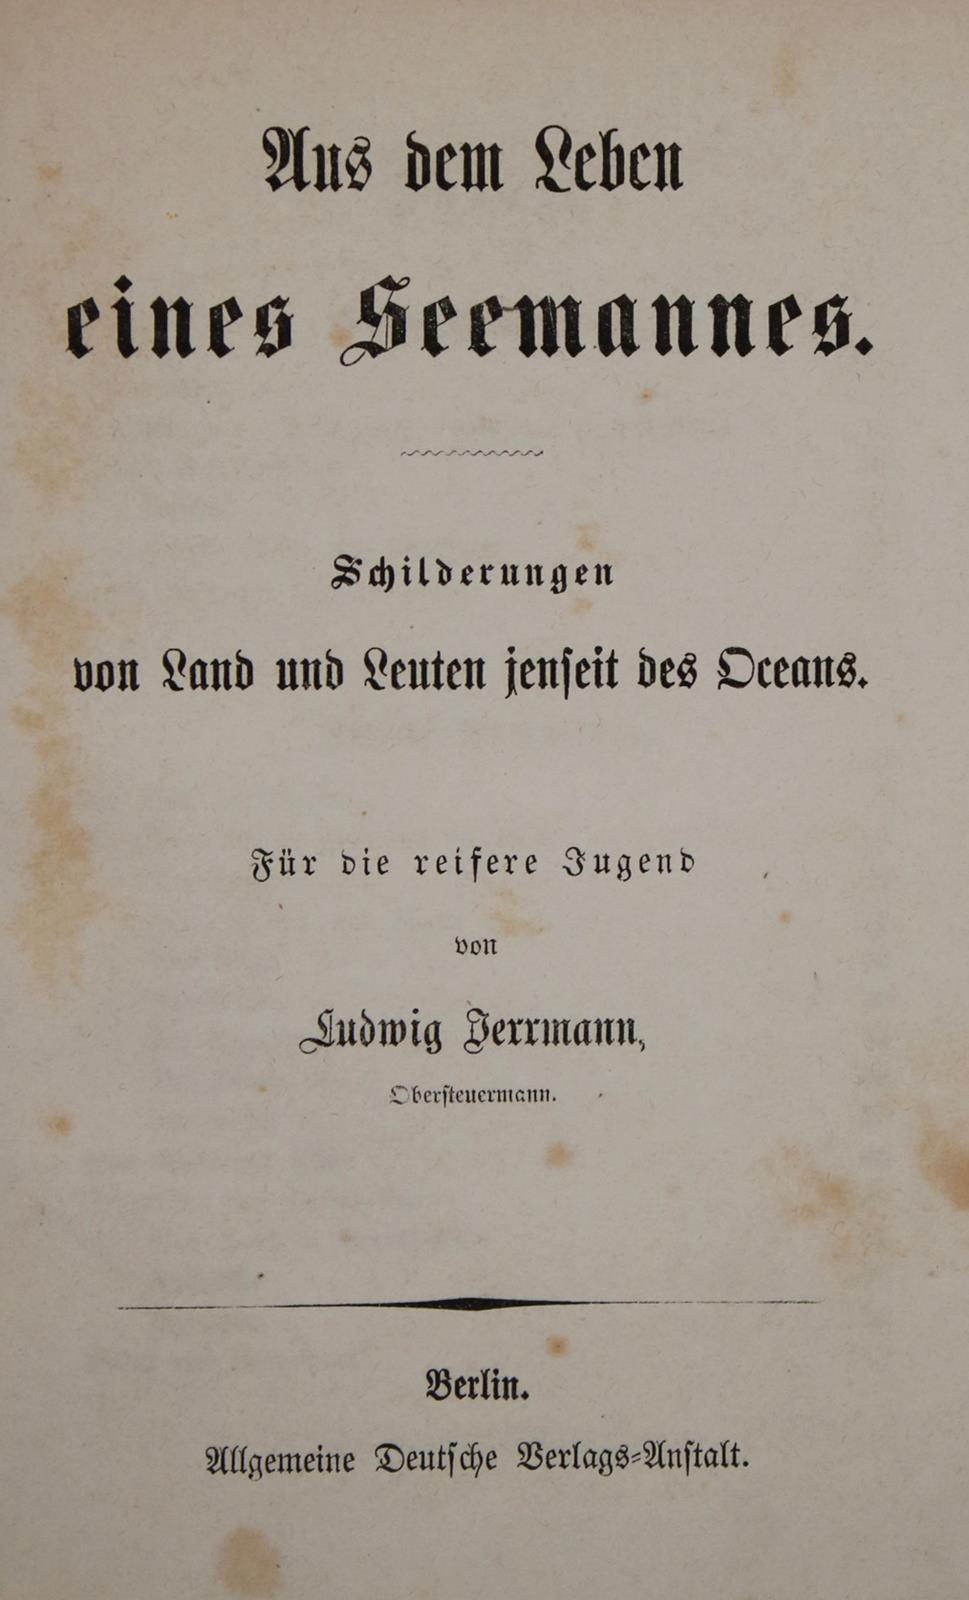 Aus dem Leben
eines Seemannes.
Schilderungen
von Land und Leuten jenseit des Oceans.
Für die reifere Jugend
von
Ludwig Jerrmann,
Obersteuermann.
Berlin.
Allgemeine Deutsche Verlags-Anstalt.